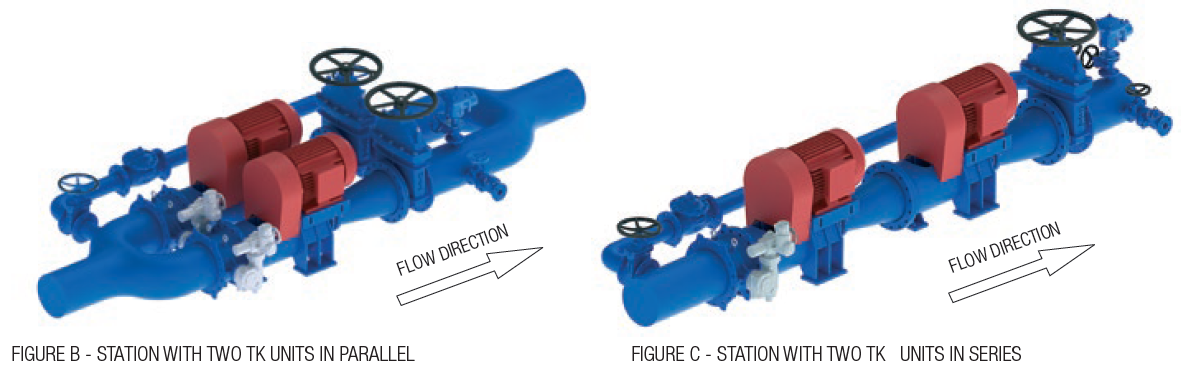 FLOW DIRECTION
FLOW DIRECTION
FIGURE B - STATION WITH TWO TK UNITS IN PARALLEL
FIGURE C - STATION WITH TWO TK UNITS IN SERIES